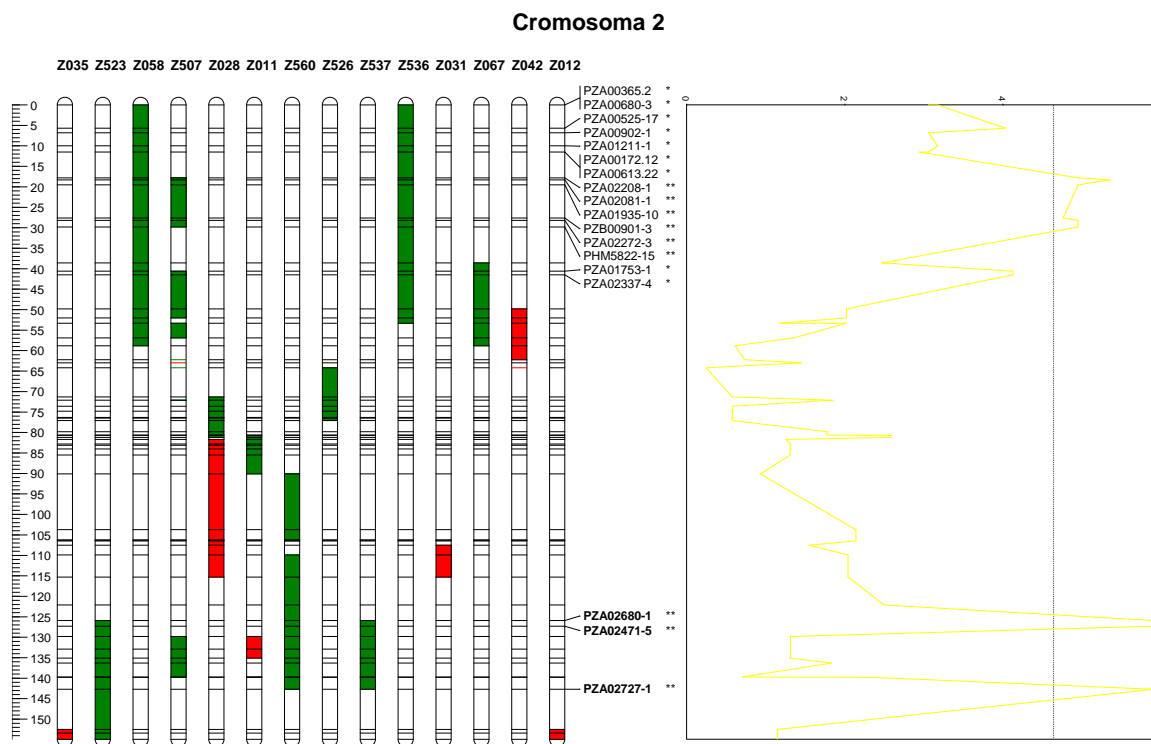 Cromosoma 2
Z035 Z523 Z058 Z507 Z028 Z011 Z560 Z526 Z537 Z536 Z031 Z067 Z042 Z012
0 2 4
0
5
10
15
20
25
30
35
40
45
50
55
60
65
70
75
80
85
90
95
100
105
110
115
120
125
130
135
140
145
150
PZA00365.2 *
PZA00680-3 *
PZA00525-17 *
PZA00902-1 *
PZA01211-1 *
PZA00172.12 *
PZA00613.22 *
PZA02208-1 **
PZA02081-1 **
PZA01935-10 **
PZB00901-3 **
PZA02272-3 **
PHM5822-15 **
PZA01753-1 *
PZA02337-4 *
PZA02680-1 **
PZA02471-5 **
PZA02727-1 **